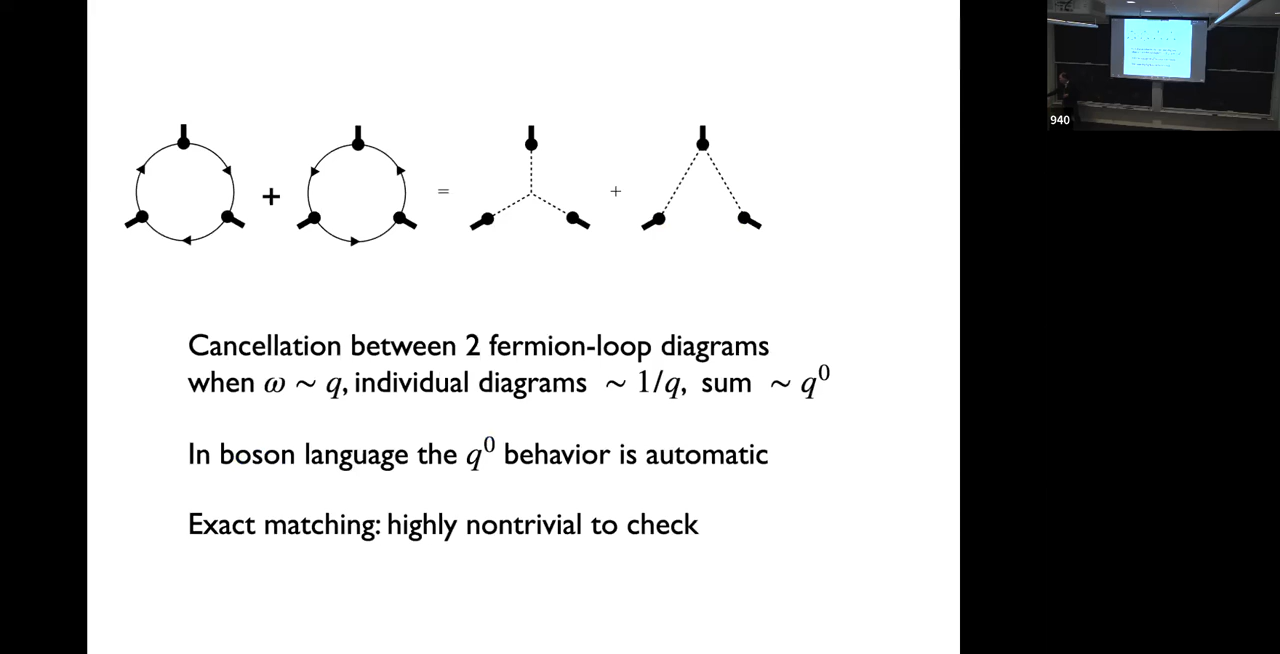 + = +
Cancellation between 2 fermion-loop diagrams
when ω ~ q, individual diagrams ~ 1/q, sum ~ q⁰
In boson language the q⁰ behavior is automatic
Exact matching: highly nontrivial to check
940